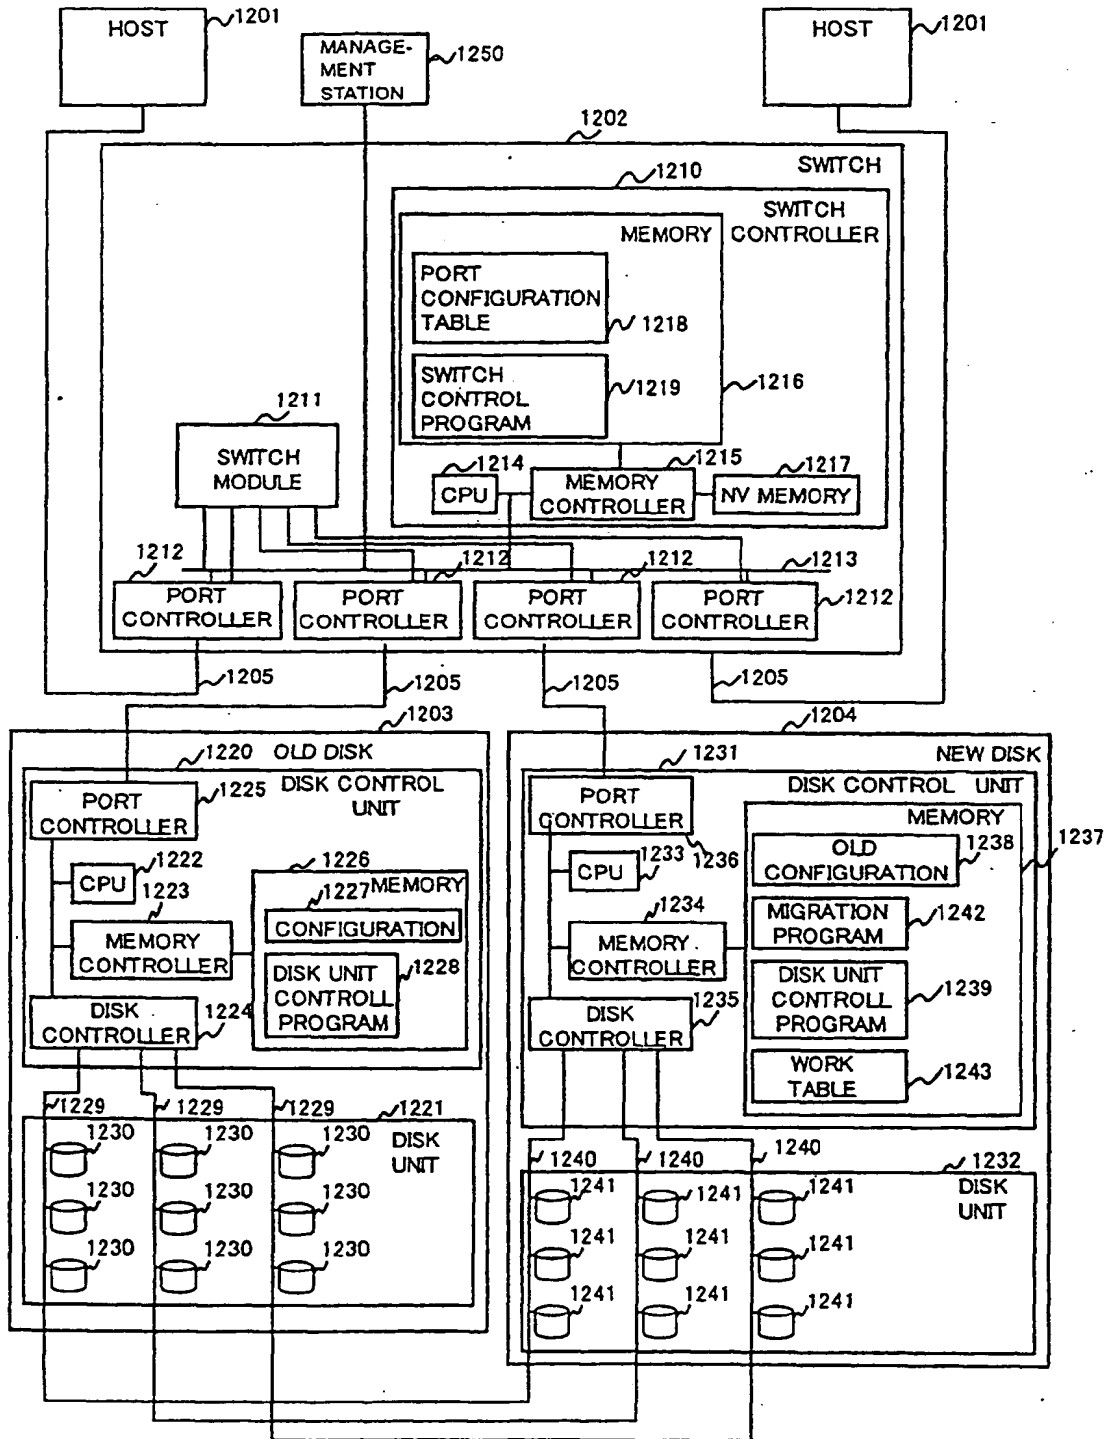 HOST
1201
MANAGE-
MENT
STATION
1250
HOST
1201
1202
SWITCH
1210
SWITCH
CONTROLLER
MEMORY
PORT
CONFIGURATION
TABLE
1218
SWITCH
CONTROL
PROGRAM
1219
1216
1211
SWITCH
MODULE
1214
CPU
1215
MEMORY
CONTROLLER
1217
NV MEMORY
1213
1212
PORT
CONTROLLER
1212
PORT
CONTROLLER
1212
PORT
CONTROLLER
PORT
CONTROLLER
1212
1205
1205
1205
1205
1203
OLD DISK
1220
DISK CONTROL
UNIT
PORT
CONTROLLER
1225
1222
CPU
1223
MEMORY
CONTROLLER
1226
MEMORY
1227
CONFIGURATION
DISK UNIT
CONTROLL
PROGRAM
1228
DISK
CONTROLLER
1224
1229
1229
1229
1221
DISK
UNIT
1230
1230
1230
1230
1230
1230
1230
1230
1230
1204
NEW DISK
1231
DISK CONTROL UNIT
PORT
CONTROLLER
1236
MEMORY
1237
OLD
CONFIGURATION
1238
CPU
1233
1234
MEMORY
CONTROLLER
MIGRATION
PROGRAM
1242
DISK UNIT
CONTROLL
PROGRAM
1239
DISK
CONTROLLER
1235
WORK
TABLE
1243
1240
1240
1240
1232
DISK
UNIT
1241
1241
1241
1241
1241
1241
1241
1241
1241